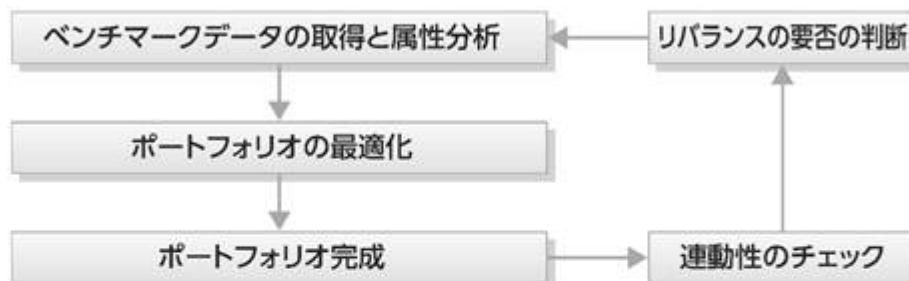 ベンチマークデータの取得と属性分析
リバランスの要否の判断
ポートフォリオの最適化
ポートフォリオ完成
連動性のチェック